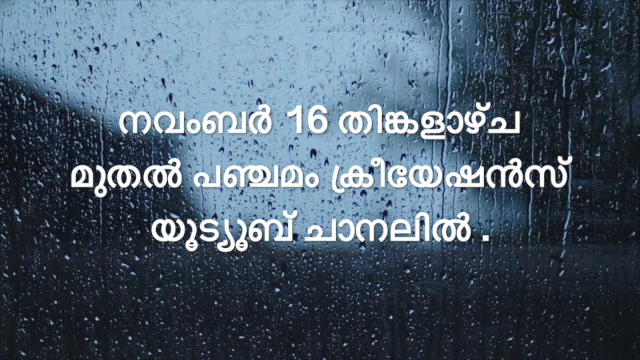 നവംബർ 16 തിങ്കളാഴ്ച
മുതൽ പഞ്ചമം ക്രീയേഷൻസ്
യൂട്യൂബ് ചാനലിൽ .